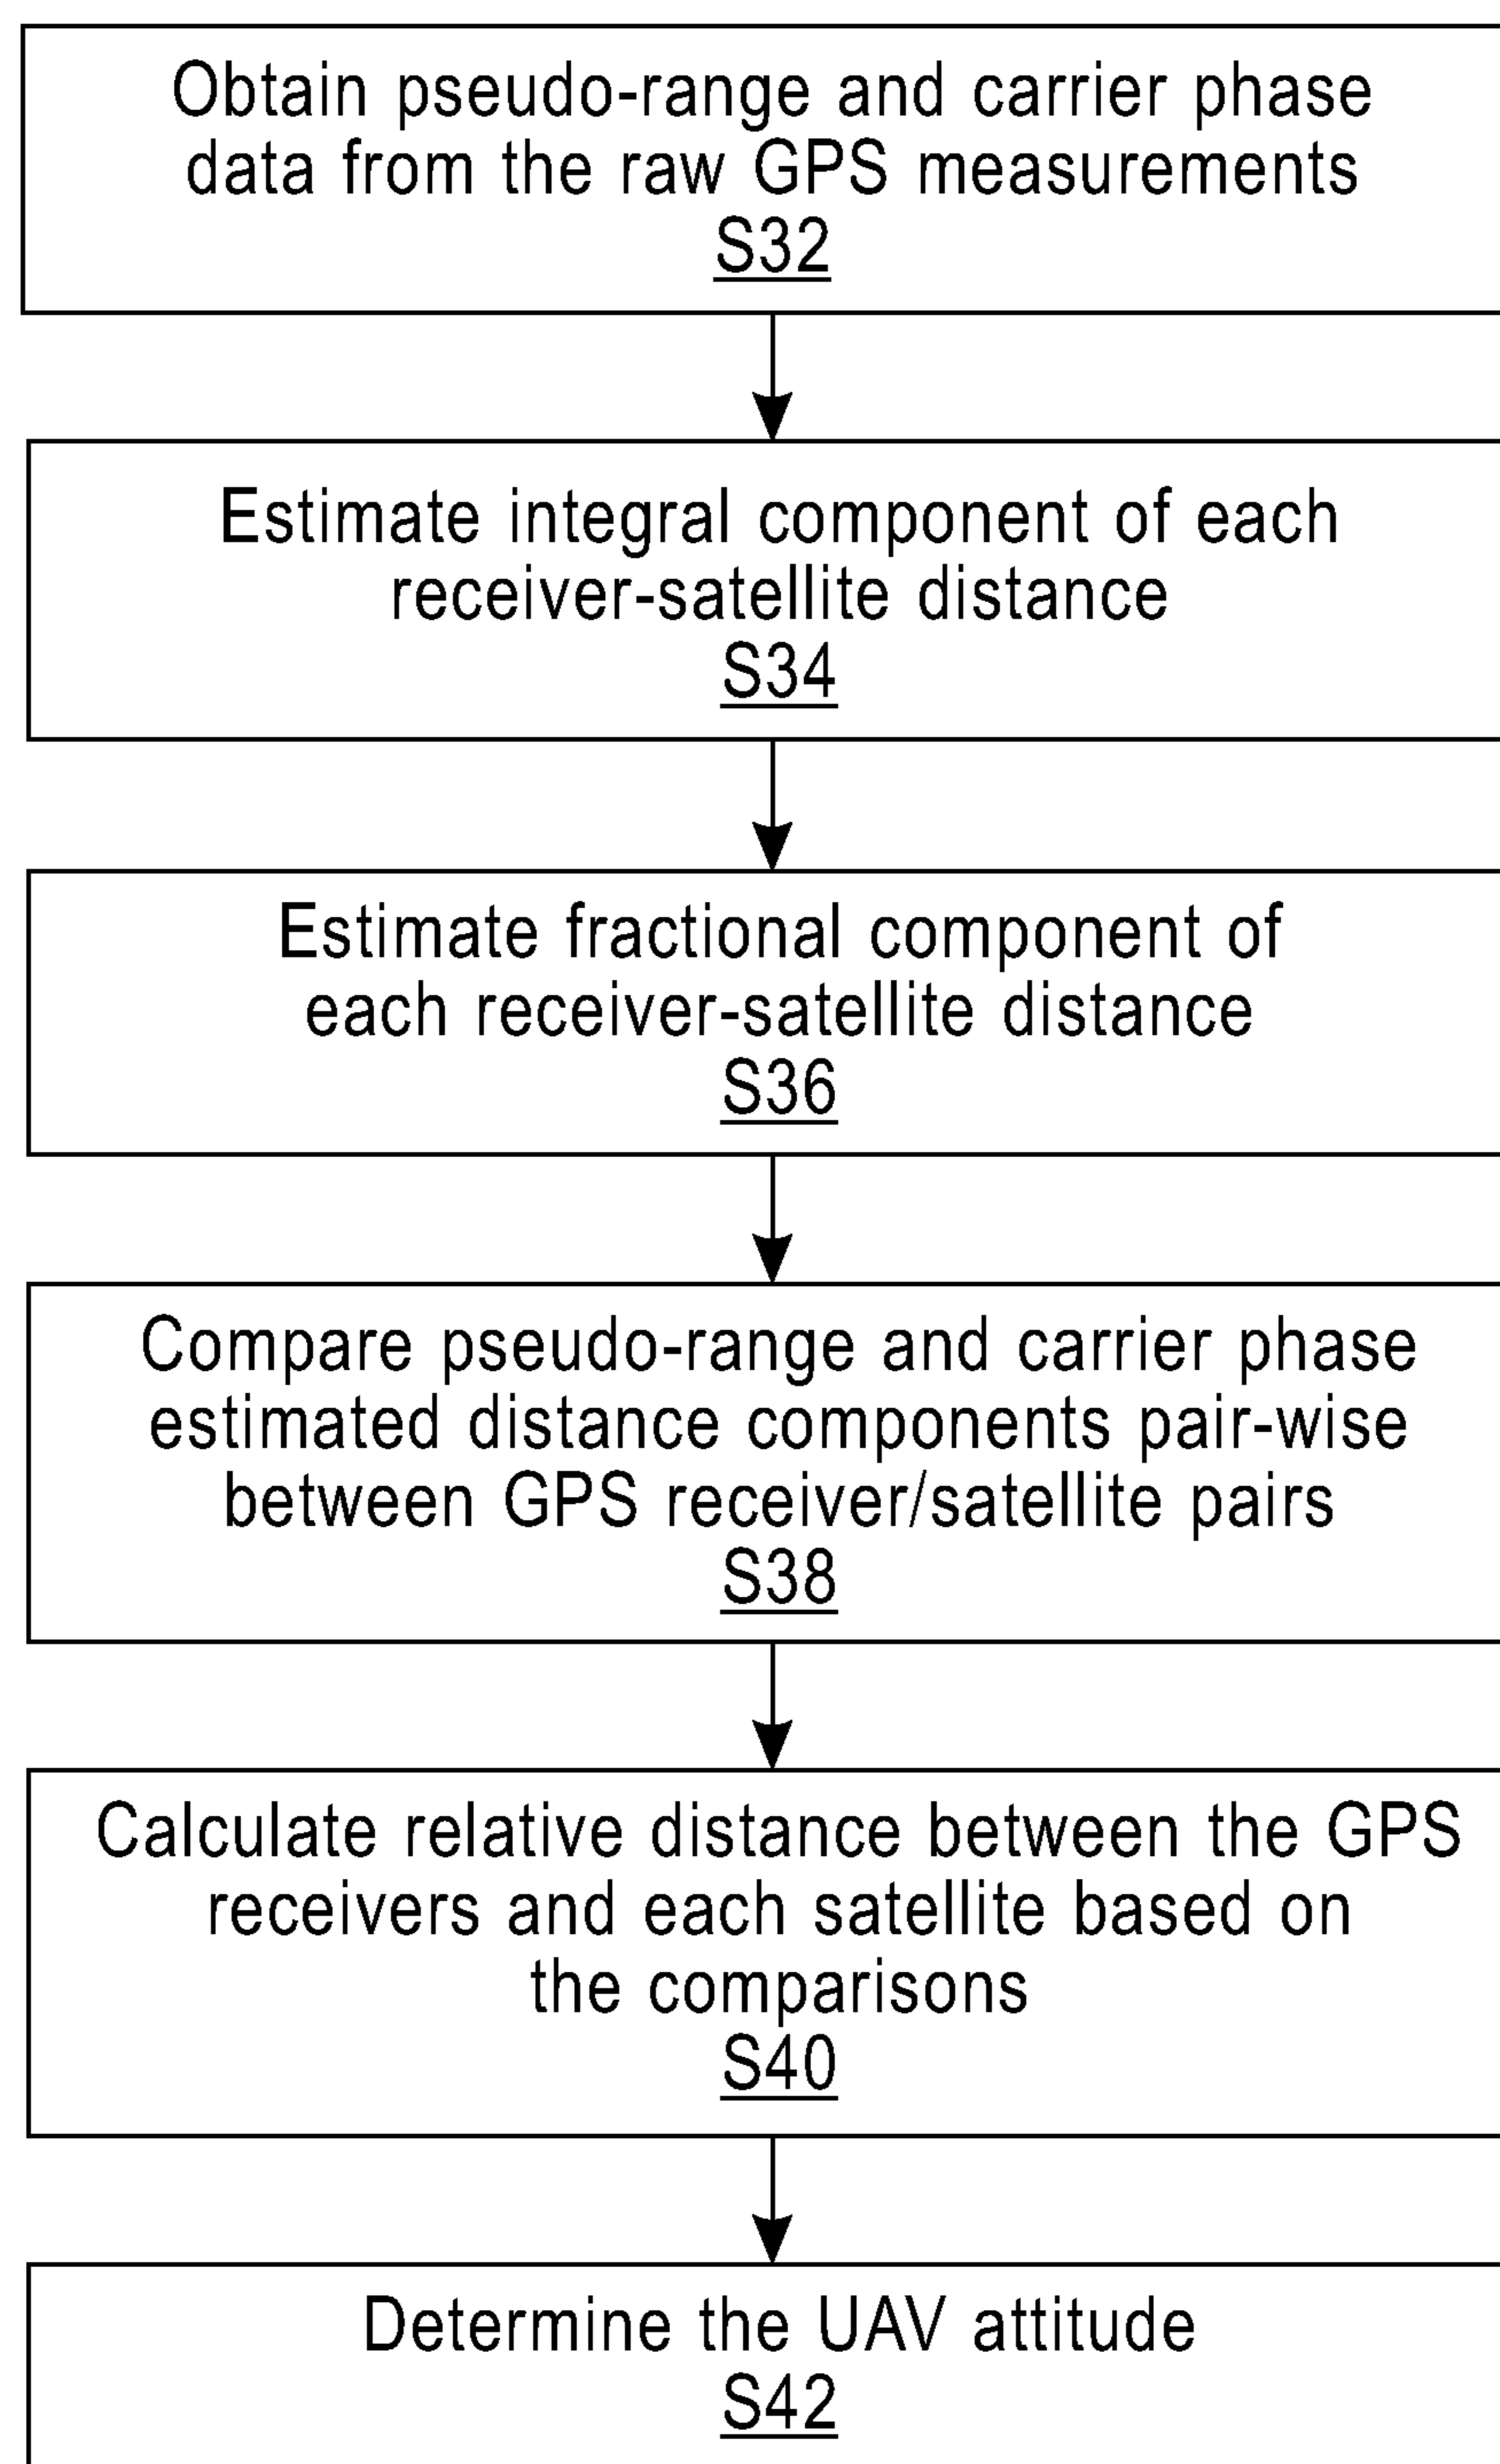 Obtain pseudo-range and carrier phase
data from the raw GPS measurements
S32
Estimate integral component of each
receiver-satellite distance
S34
Estimate fractional component of
each receiver-satellite distance
S36
Compare pseudo-range and carrier phase
estimated distance components pair-wise
between GPS receiver/satellite pairs
S38
Calculate relative distance between the GPS
receivers and each satellite based on
the comparisons
S40
Determine the UAV attitude
S42